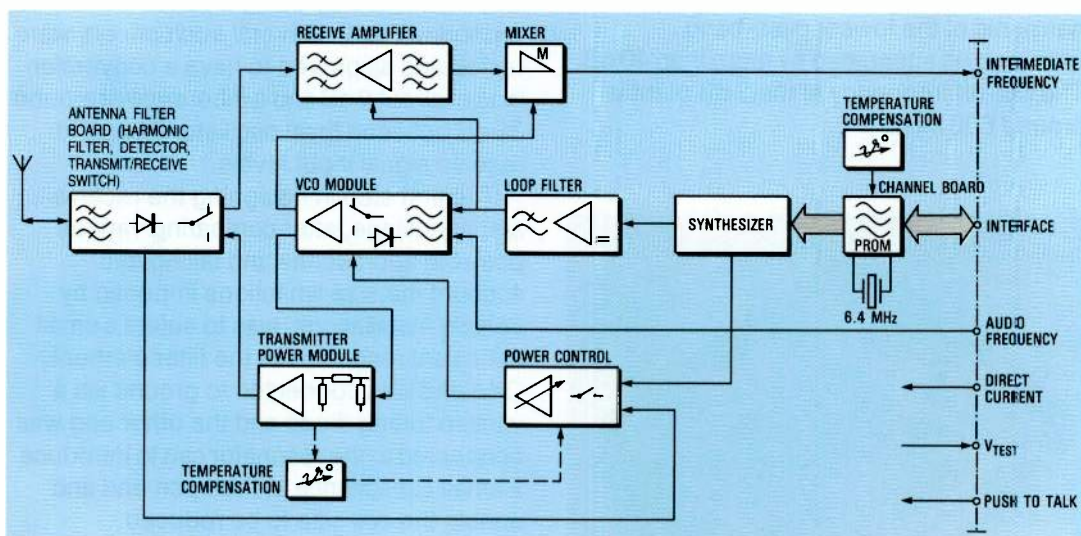 RECEIVE AMPLIFIER
MIXER
M
INTERMEDIATE
FREQUENCY
TEMPERATURE
COMPENSATION
ANTENNA FILTER
BOARD (HARMONIC
FILTER, DETECTOR,
TRANSMIT/RECEIVE
SWITCH)
VCO MODULE
LOOP FILTER
SYNTHESIZER
CHANNEL BOARD
PROM
INTERFACE
6.4 MHz
AUDIO
FREQUENCY
TRANSMITTER
POWER MODULE
POWER CONTROL
DIRECT
CURRENT
TEMPERATURE
COMPENSATION
VTEST
PUSH TO TALK